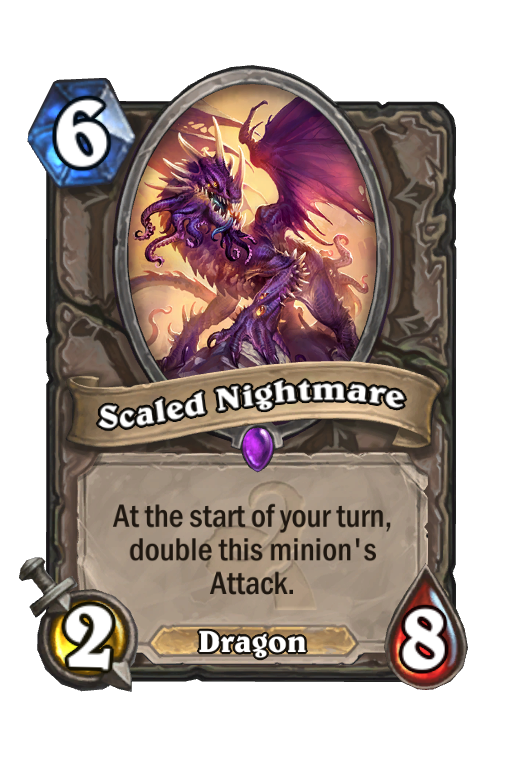 6
Scaled Nightmare
At the start of your turn,
double this minion's
Attack.
2
Dragon
8